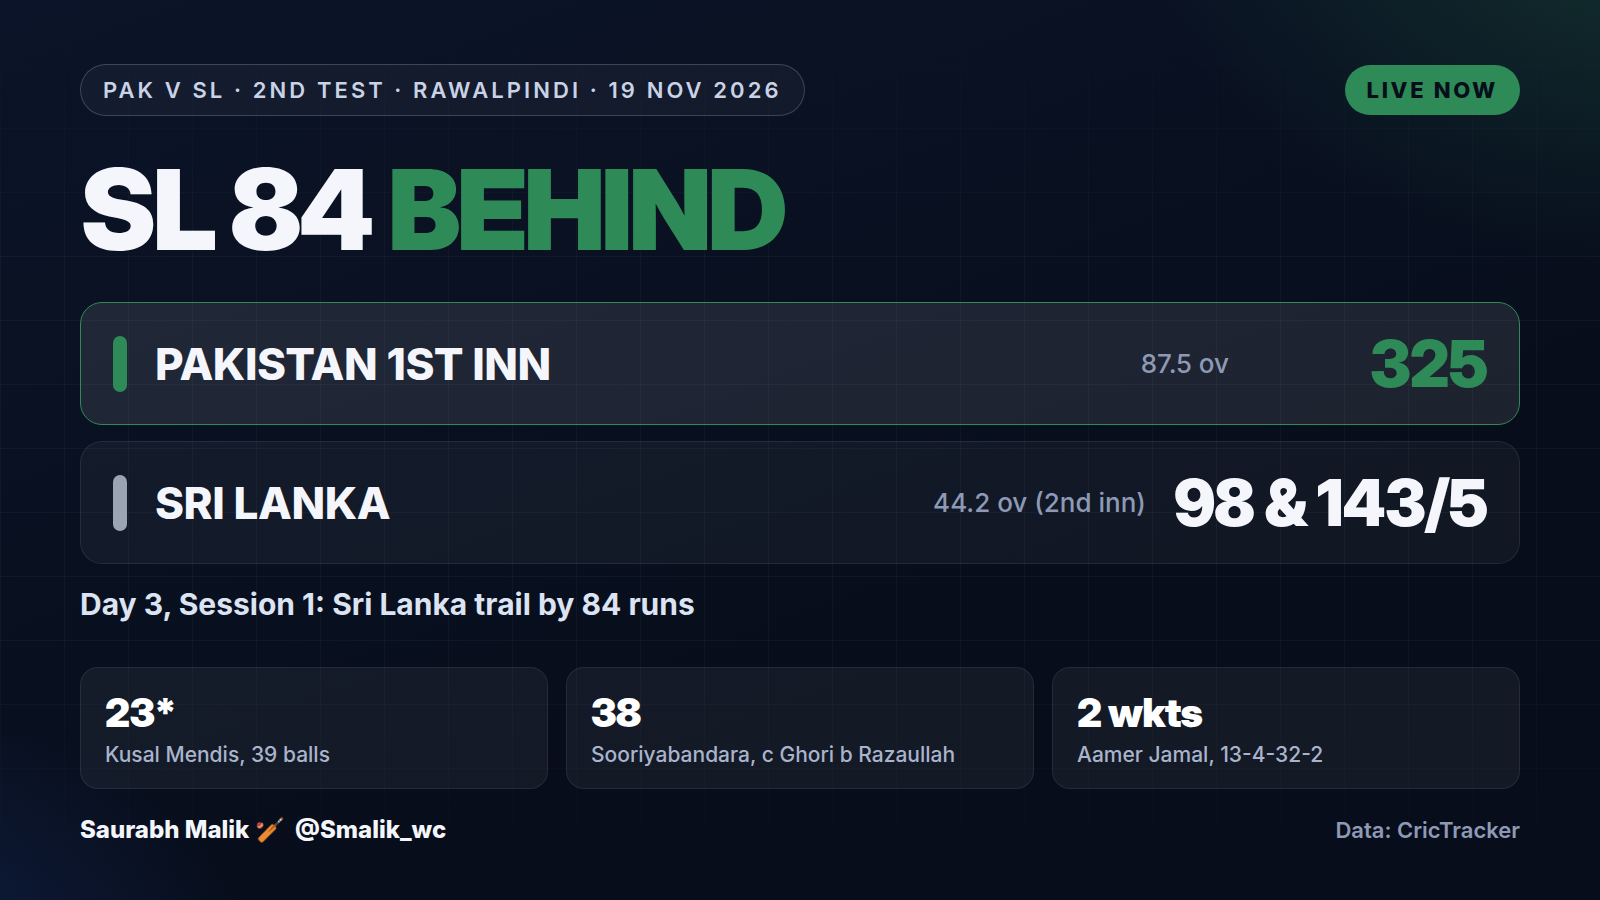 PAK V SL · 2ND TEST · RAWALPINDI · 19 NOV 2026
LIVE NOW
SL 84 BEHIND
PAKISTAN 1ST INN 87.5 ov 325
SRI LANKA 44.2 ov (2nd inn) 98 & 143/5
Day 3, Session 1: Sri Lanka trail by 84 runs
23*
Kusal Mendis, 39 balls
38
Sooriyabandara, c Ghori b Razaullah
2 wkts
Aamer Jamal, 13-4-32-2
Saurabh Malik 🏏 @Smalik_wc
Data: CricTracker